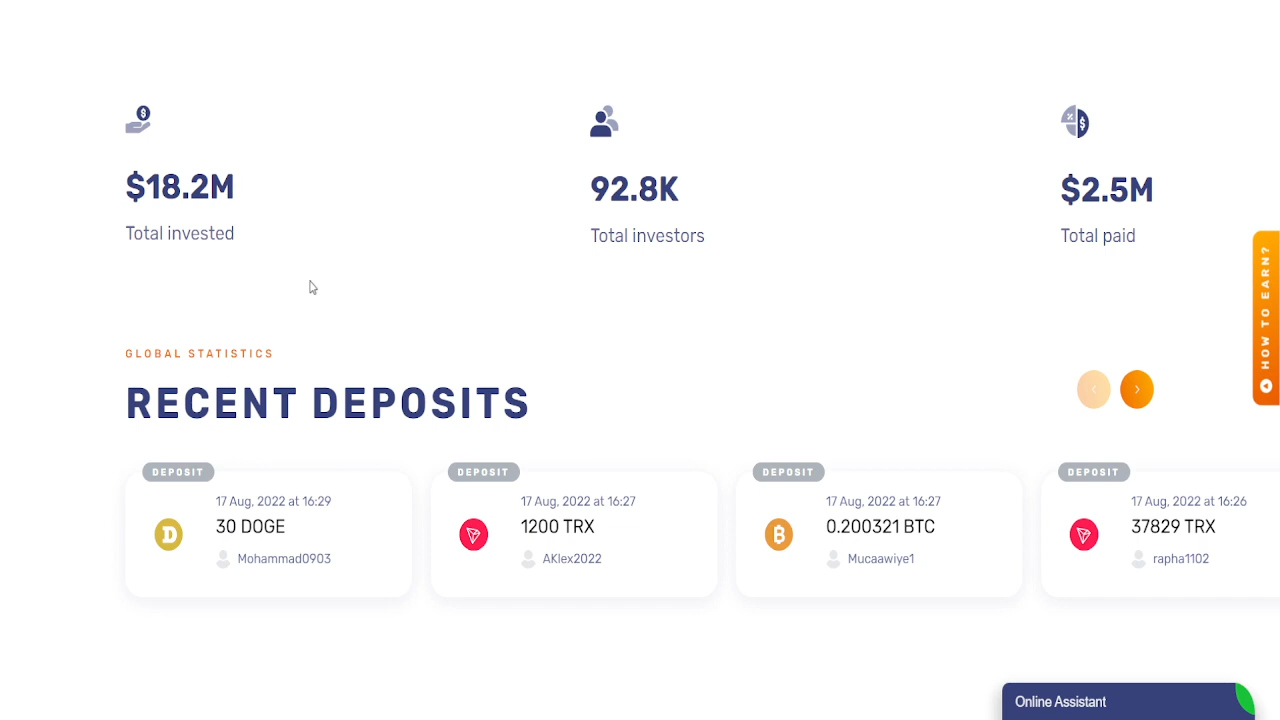 $18.2M
Total invested
92.8K
Total investors
$2.5M
Total paid
HOW TO EARN?
GLOBAL STATISTICS
RECENT DEPOSITS
DEPOSIT
17 Aug, 2022 at 16:29
30 DOGE
Mohammad0903
DEPOSIT
17 Aug, 2022 at 16:27
1200 TRX
AKlex2022
DEPOSIT
17 Aug, 2022 at 16:27
0.200321 BTC
Mucaawiye1
DEPOSIT
17 Aug, 2022 at 16:26
37829 TRX
rapha1102
Online Assistant